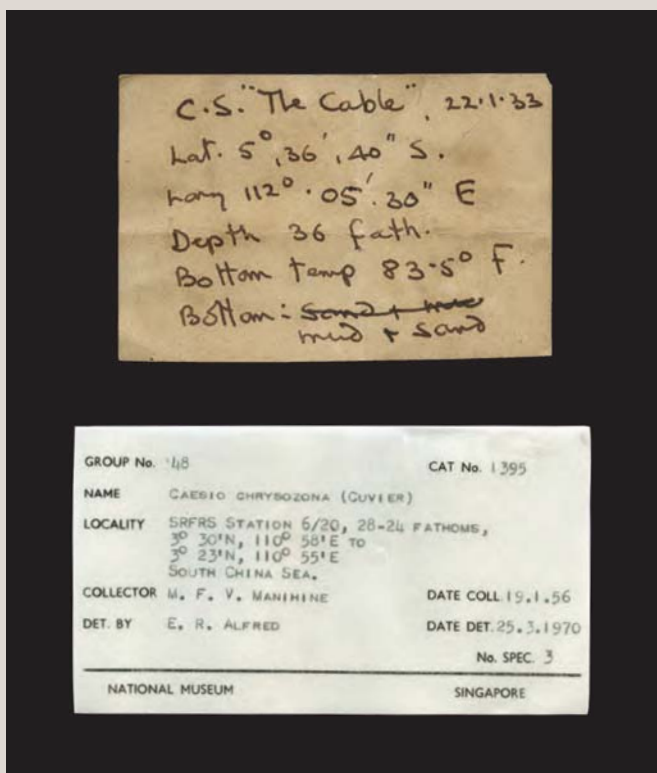 C.S. "The Cable", 22.1.33
Lat. 5°, 36', 40" S.
Long 112° . 05'. 30" E
Depth 36 fath.
Bottom temp 83.5° F.
Bottom: sand + mud
mud + sand
GROUP No. 48 CAT No. 1395
NAME CAESIO CHRYSOZONA (CUVIER)
LOCALITY SRFRS STATION 6/20, 28-24 FATHOMS,
3° 30'N, 110° 58'E TO
3° 23'N, 110° 55'E
SOUTH CHINA SEA.
COLLECTOR M. F. V. MANIHINE DATE COLL. 19.1.56
DET. BY E. R. ALFRED DATE DET. 25.3.1970
No. SPEC. 3
NATIONAL MUSEUM SINGAPORE